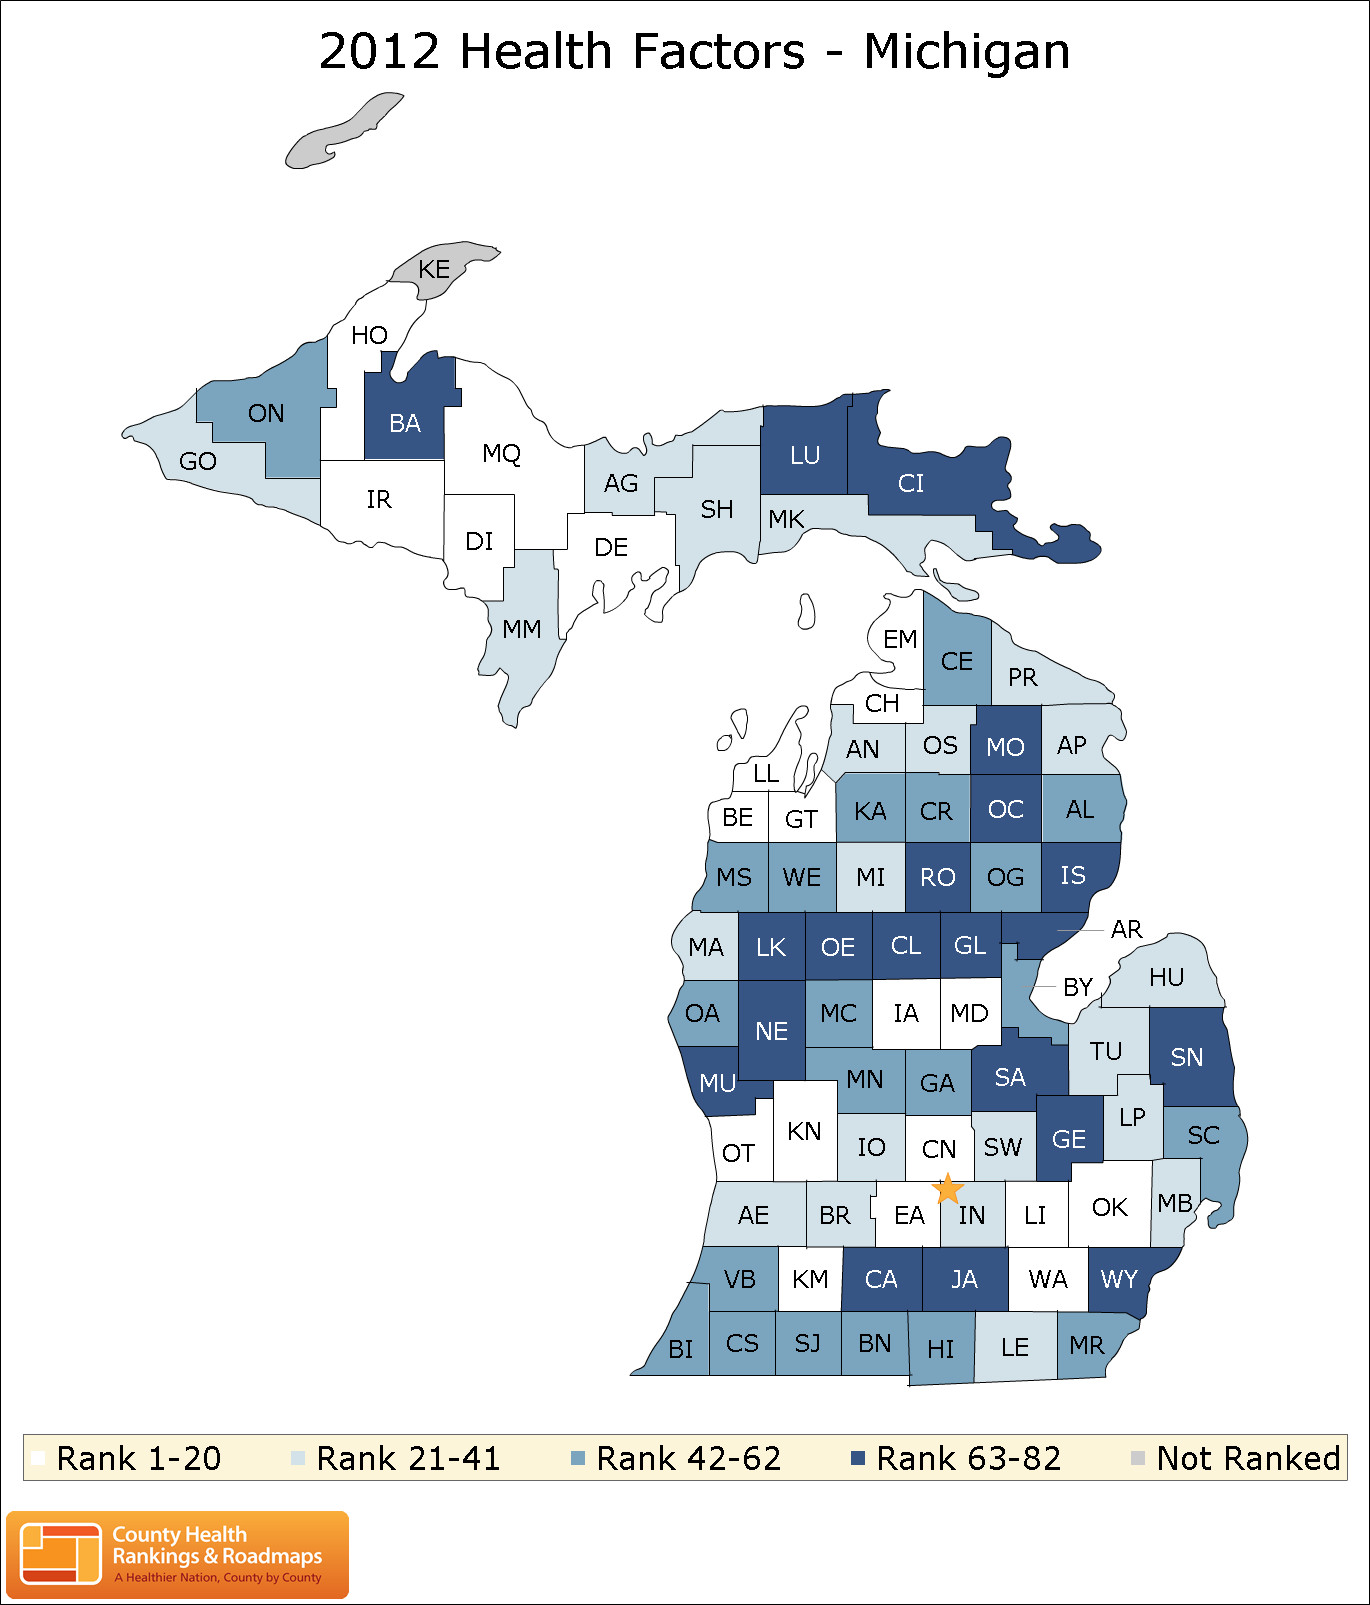 2012 Health Factors - Michigan
KE
HO
ON
BA
GO
MQ
LU
IR
AG
CI
SH
MK
DI
DE
MM
EM
CE
PR
CH
AN
OS
MO
AP
LL
BE
GT
KA
CR
OC
AL
MS
WE
MI
RO
OG
IS
AR
MA
LK
OE
CL
GL
HU
BY
OA
NE
MC
IA
MD
TU
SN
MU
MN
GA
SA
LP
OT
KN
IO
CN
SW
GE
SC
AE
BR
EA
IN
LI
OK
MB
VB
KM
CA
JA
WA
WY
BI
CS
SJ
BN
HI
LE
MR
Rank 1-20 Rank 21-41 Rank 42-62 Rank 63-82 Not Ranked
County Health
Rankings & Roadmaps
A Healthier Nation, County by County